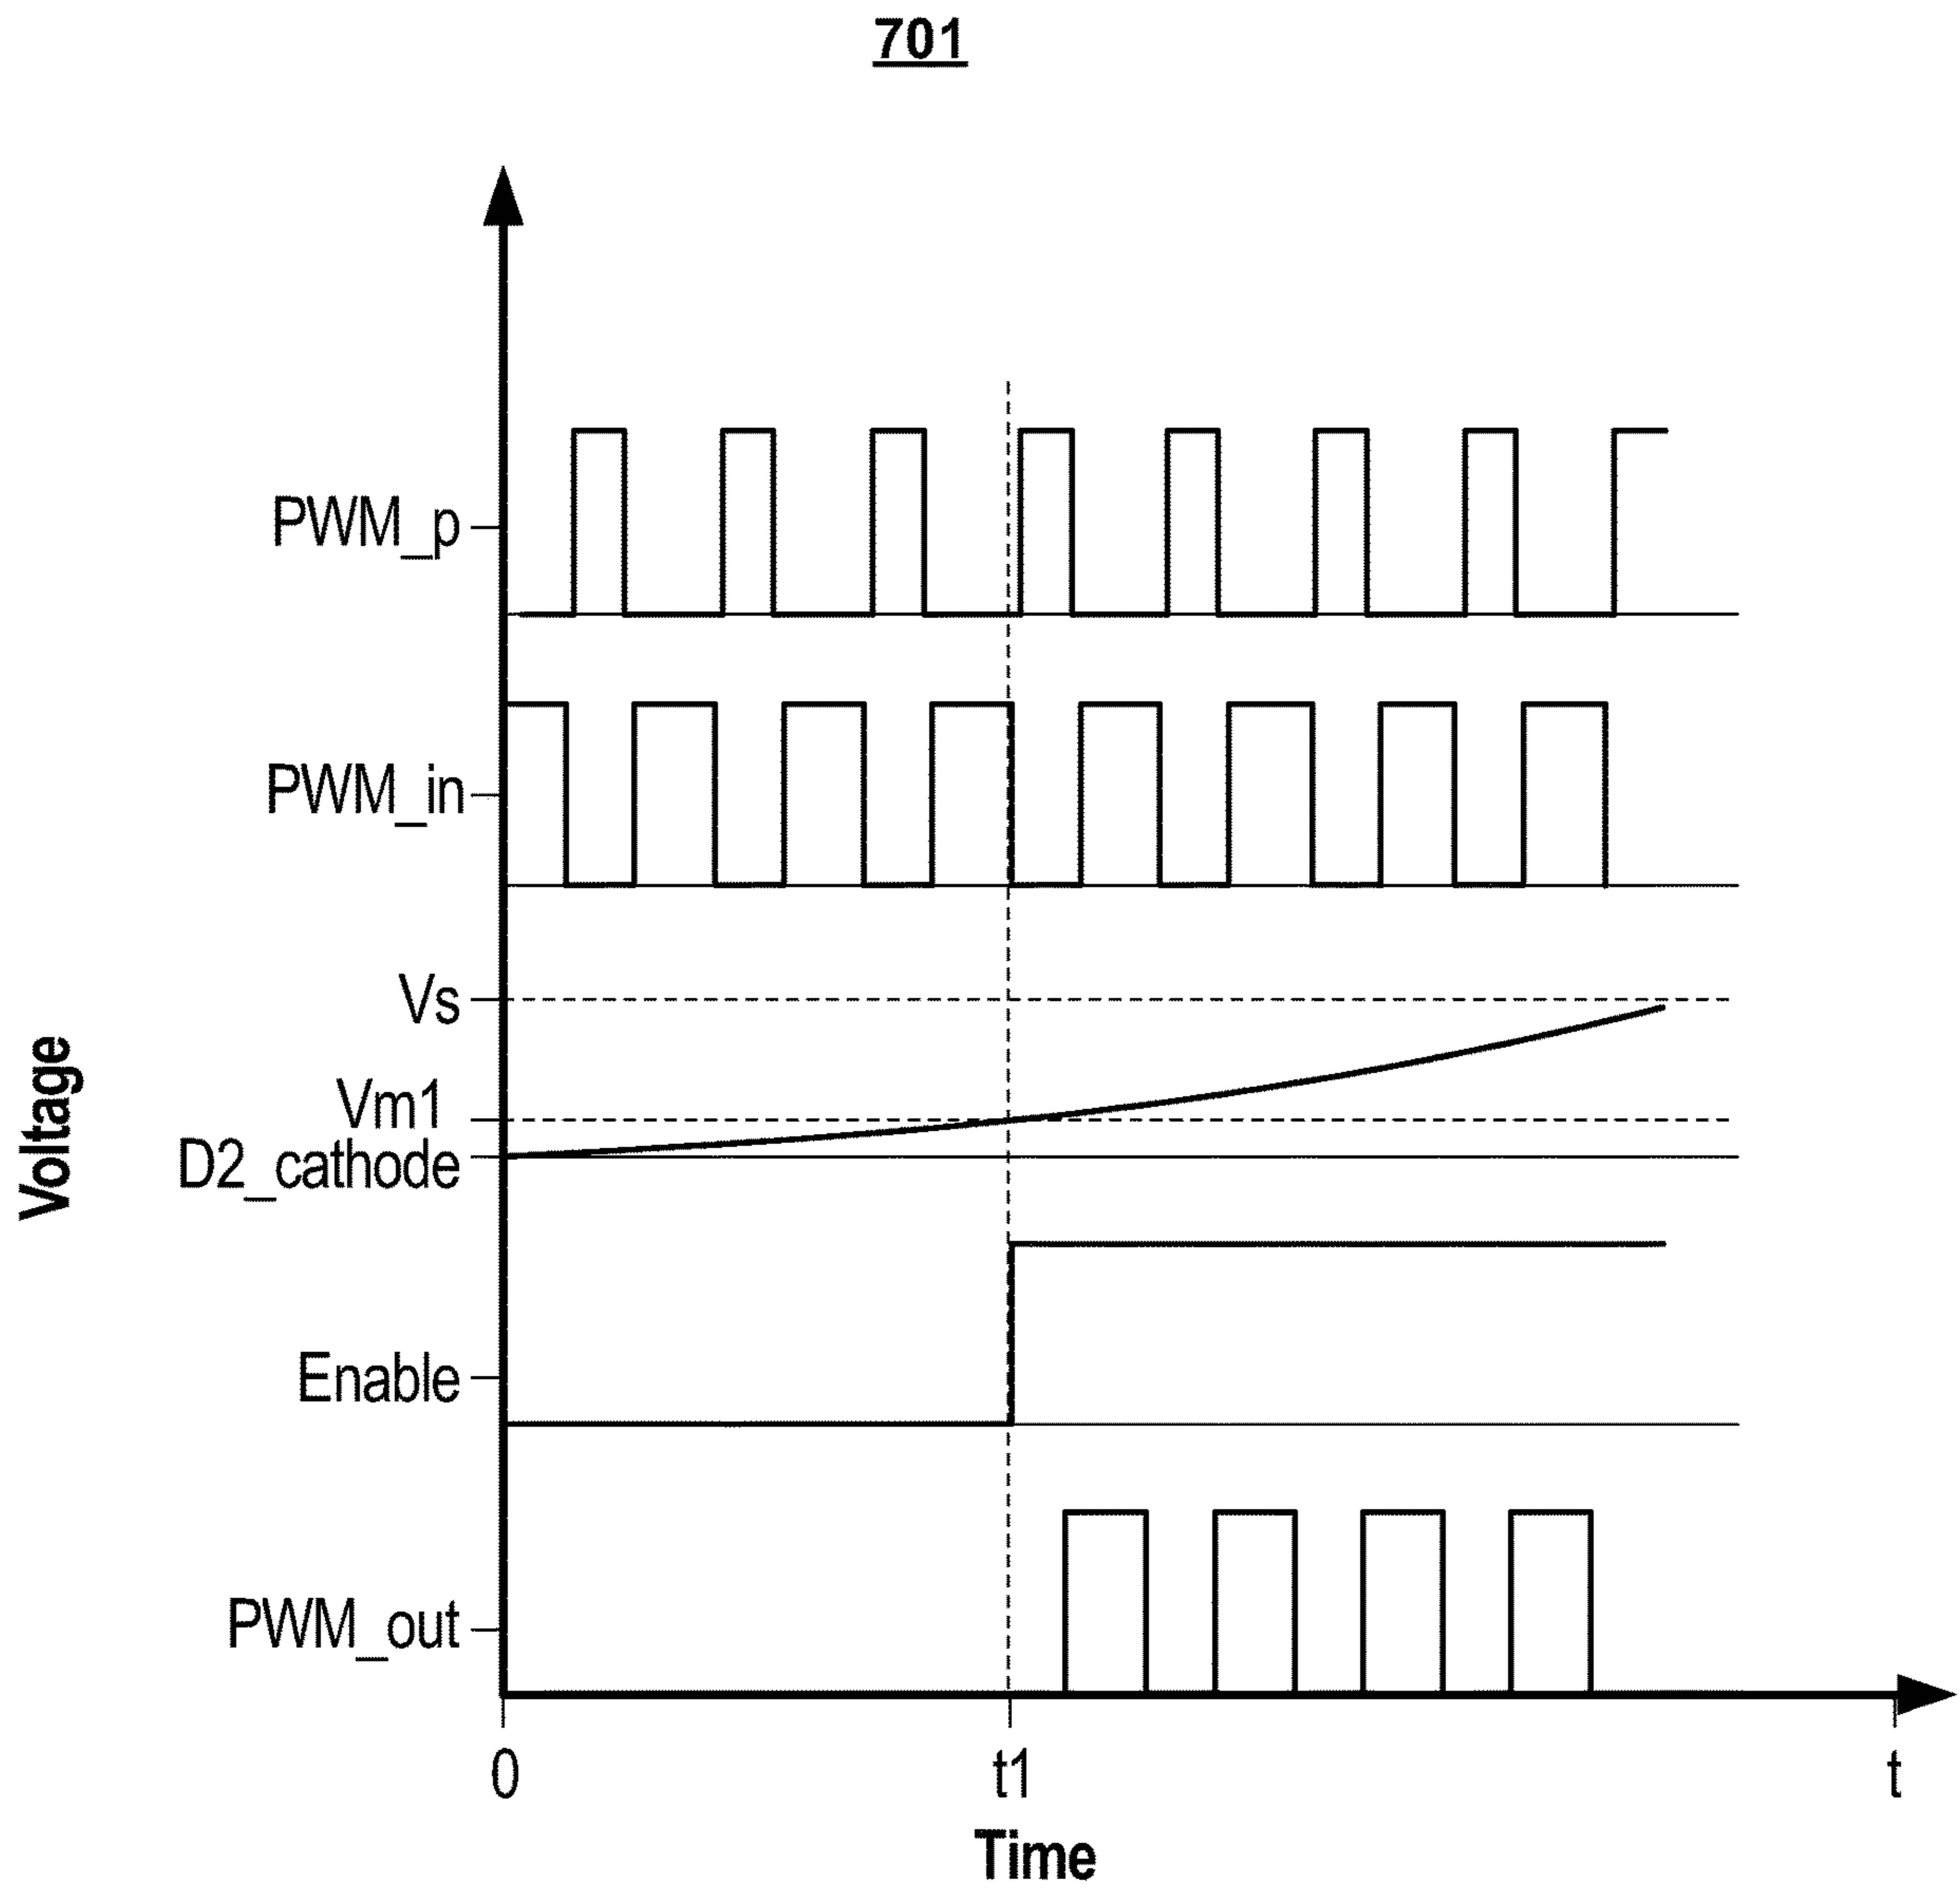 701
PWM_p
PWM_in
Vs
Vm1
D2_cathode
Voltage
Enable
PWM_out
0
t1
t
Time